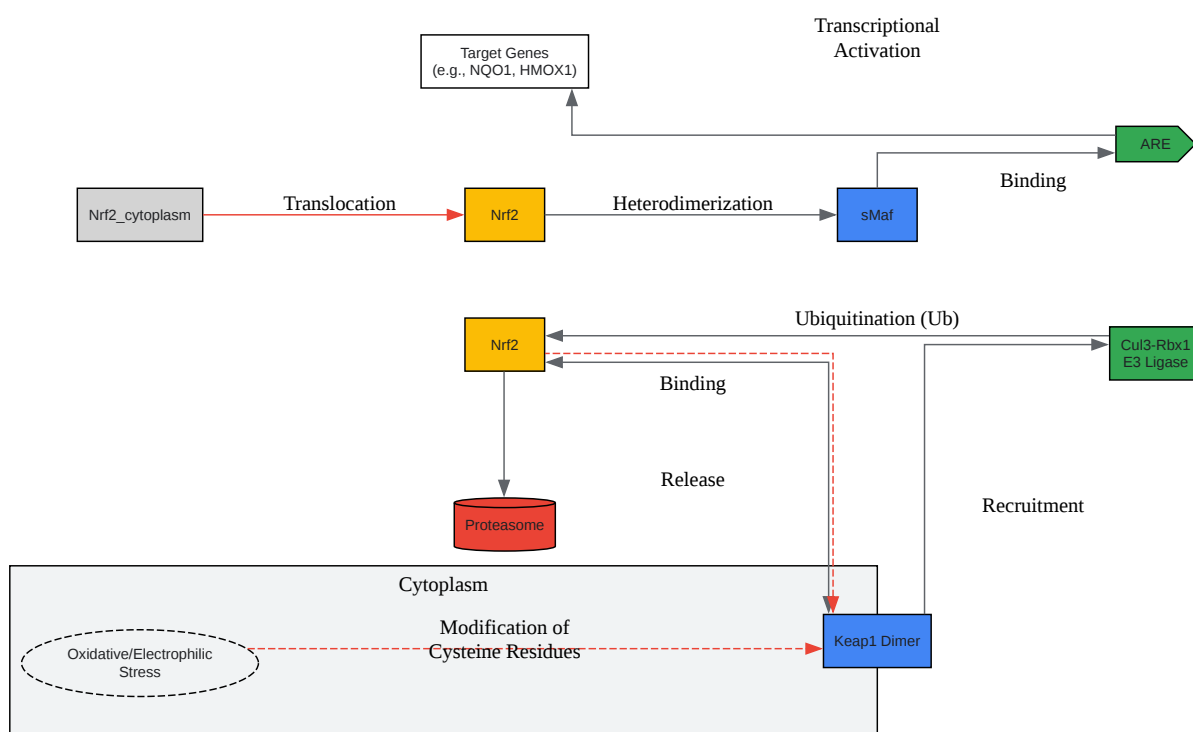 Transcriptional
Activation
Target Genes
(e.g., NQO1, HMOX1)
ARE
Binding
Nrf2_cytoplasm
Translocation
Nrf2
Heterodimerization
sMaf
Ubiquitination (Ub)
Nrf2
Cul3-Rbx1
E3 Ligase
Binding
Release
Recruitment
Proteasome
Cytoplasm
Modification of
Cysteine Residues
Oxidative/Electrophilic
Stress
Keap1 Dimer